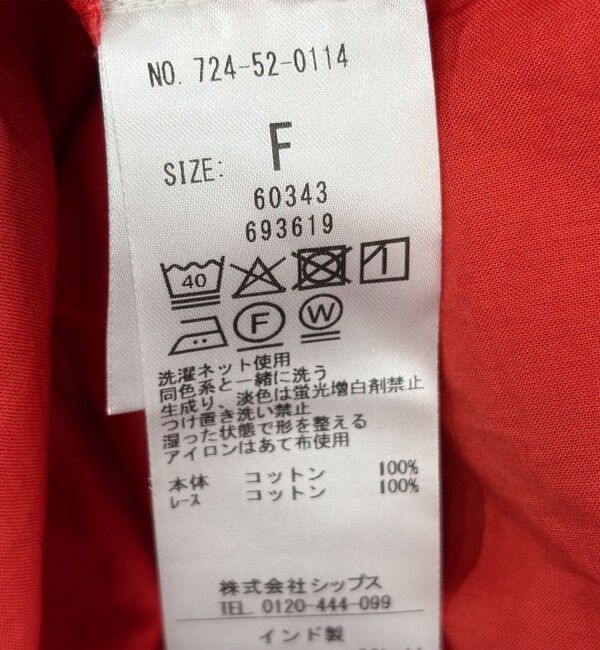 NO. 724-52-0114
SIZE: F
60343
693619
40
F W
洗濯ネット使用
同色系と一緒に洗う
生成り、淡色は蛍光増白剤禁止
つけ置き洗い禁止
湿った状態で形を整える
アイロンはあて布使用
本体 コットン 100%
レース コットン 100%
株式会社シップス
TEL 0120-444-099
インド製